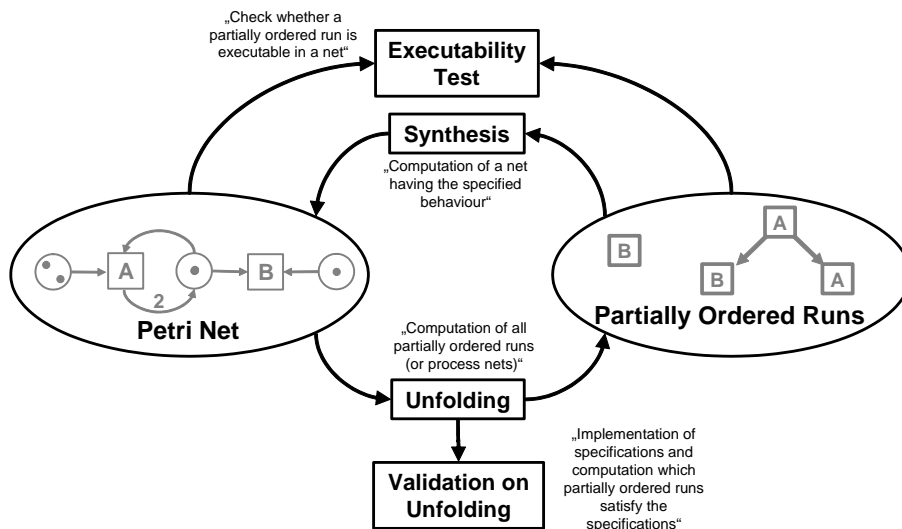 „Check whether a
partially ordered run is
executable in a net“
Executability
Test
Synthesis
„Computation of a net
having the specified
behaviour“
A
B
2
Petri Net
B
A
B
A
Partially Ordered Runs
„Computation of all
partially ordered runs
(or process nets)“
Unfolding
Validation on
Unfolding
„Implementation of
specifications and
computation which
partially ordered runs
satisfy the
specifications“